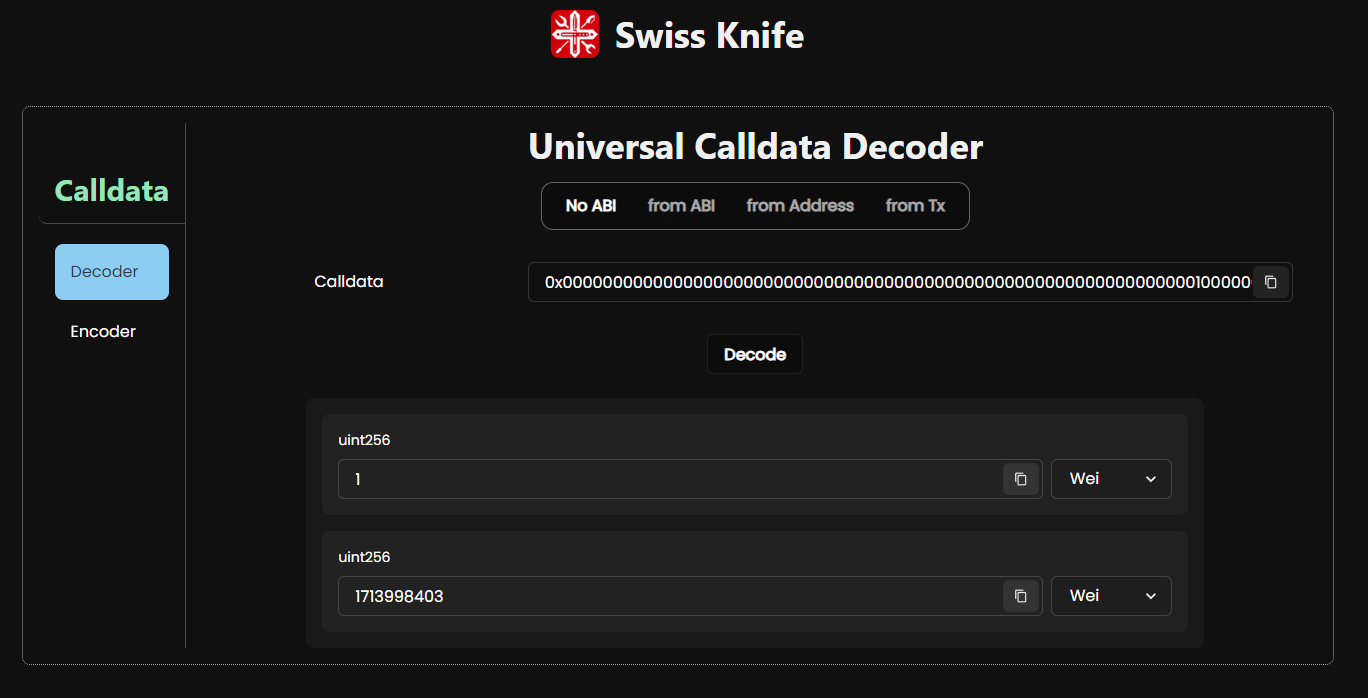 Swiss Knife
Universal Calldata Decoder
Calldata
No ABI from ABI from Address from Tx
Decoder
Encoder
Calldata 0x000000000000000000000000000000000000000000000000000000000000000100000
Decode
uint256
1 Wei
uint256
1713998403 Wei